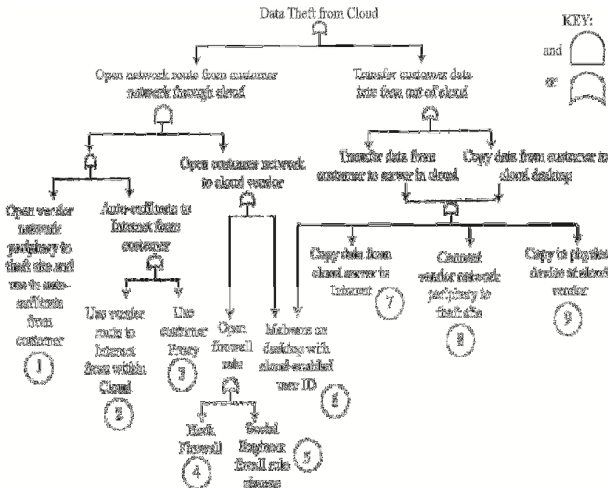 Data Theft from Cloud
KEY:
and
or
Open network route from customer
network through cloud
Transfer customer data
into then out of cloud
Open customer network
to cloud vendor
Transfer data from
customer to server in cloud
Copy data from customer in
cloud desktop
Open vendor
network
periphery to
theft site and
use to auto-
exfiltrate
from
customer
1
Auto-exfiltrate to
Internet from
customer
Use vendor
route to
Internet
from within
Cloud
2
Use
customer
Proxy
3
Open
firewall
rule
Malware on
desktop with
cloud-enabled
user ID
6
Copy data from
cloud server to
Internet
7
Connect
vendor network
periphery to
theft site
8
Copy to physical
device at cloud
vendor
9
Hack
Firewall
4
Social
Engineer
firewall rule
5